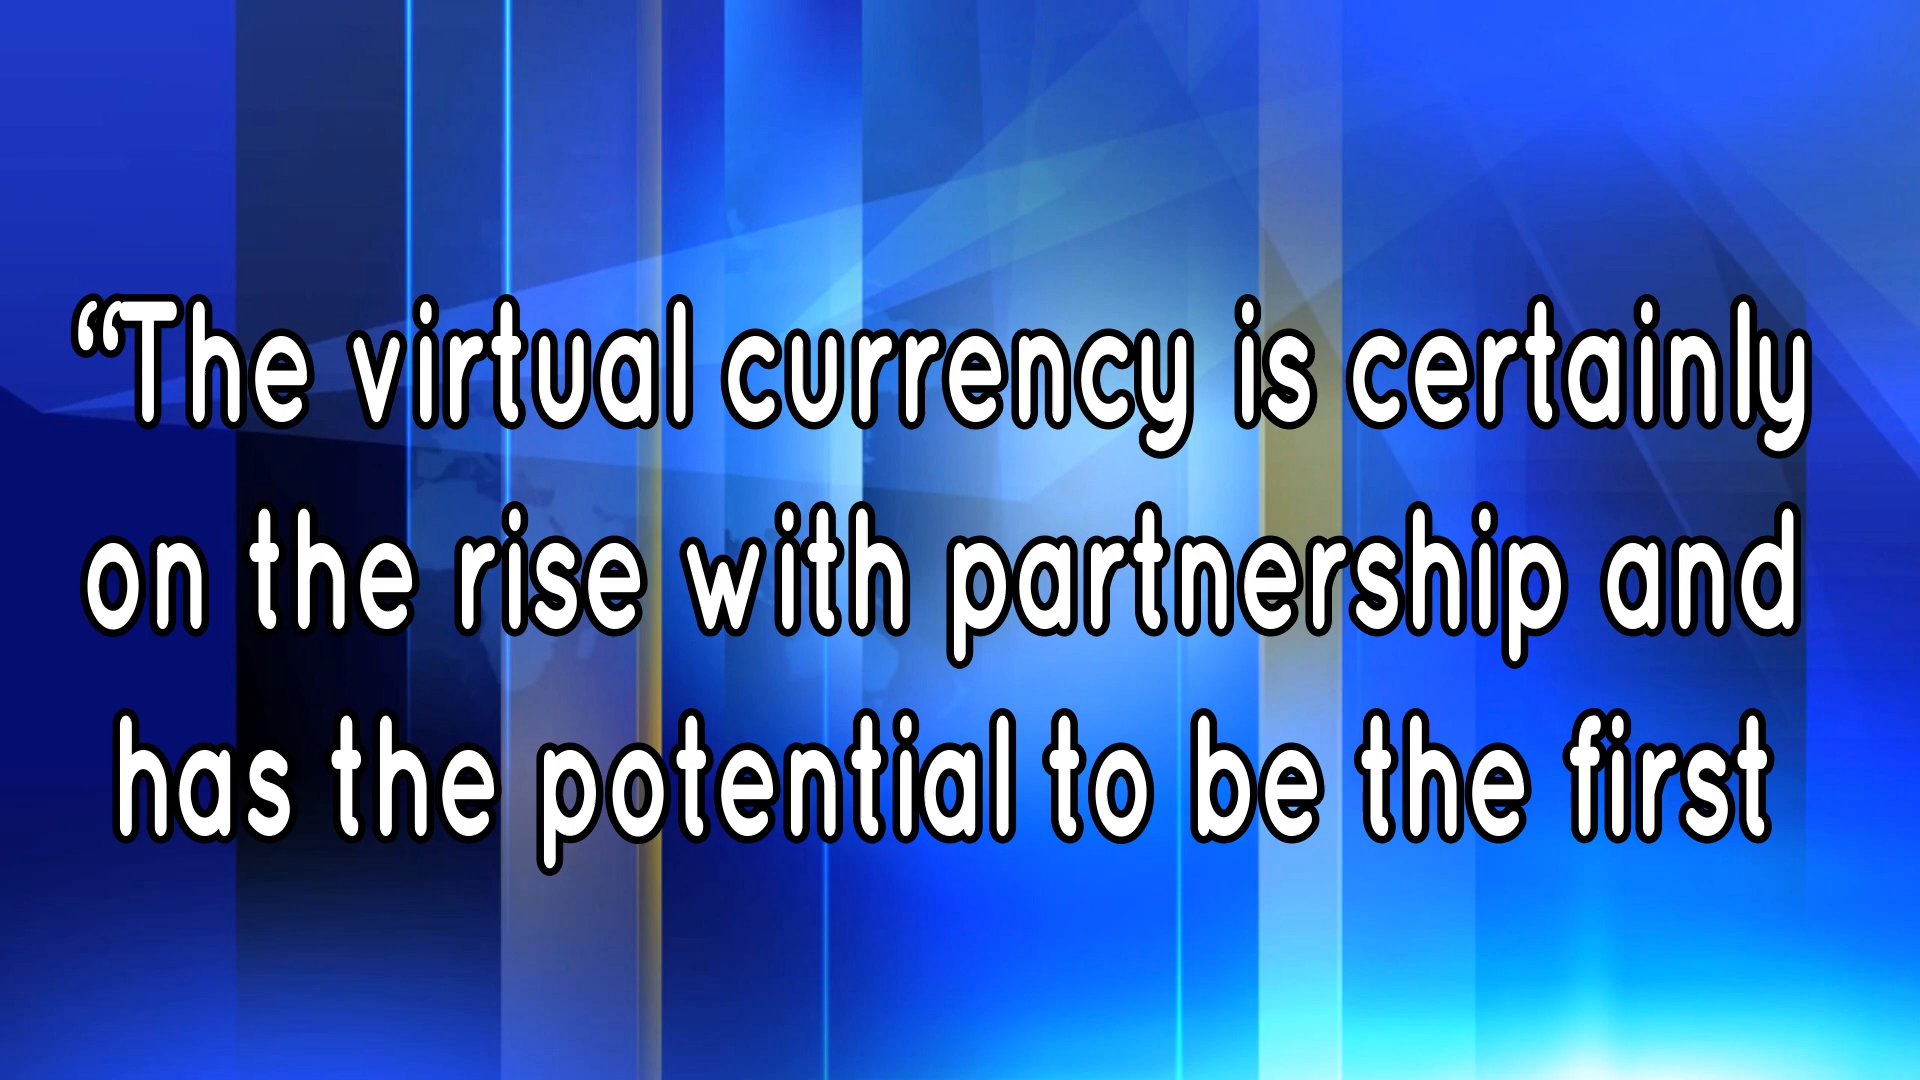 “The virtual currency is certainly
on the rise with partnership and
has the potential to be the first